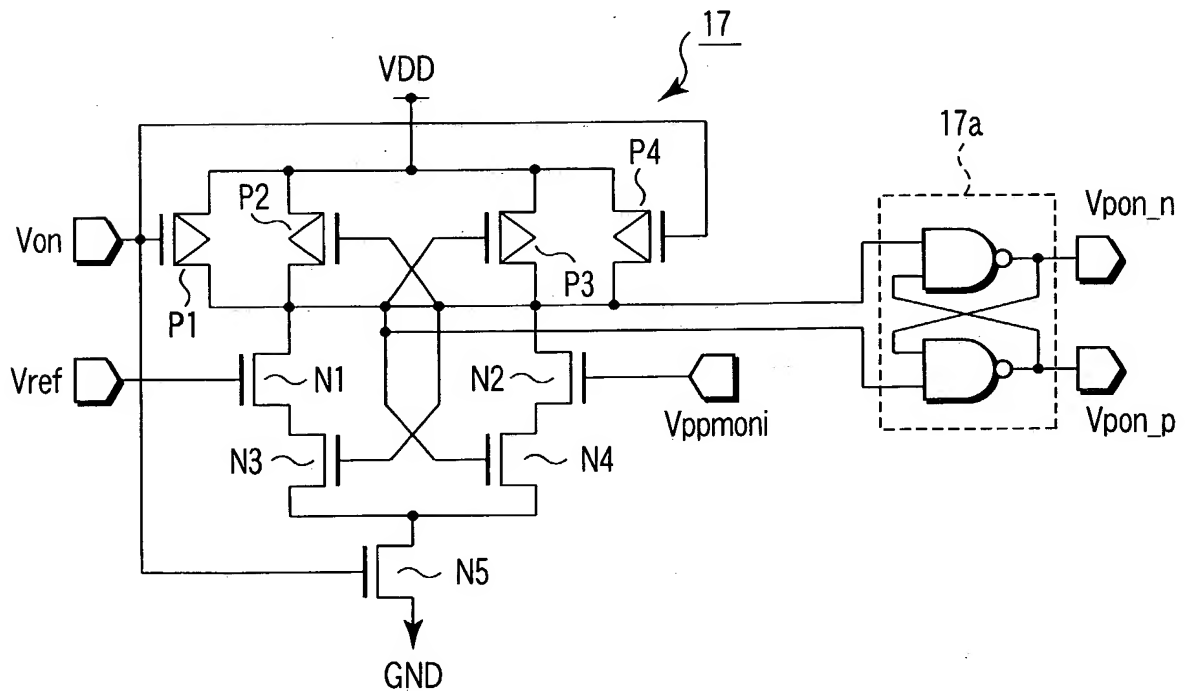 17
VDD
17a
P4
P2
Vpon_n
Von
P3
P1
Vref
N1
N2
Vppmoni
Vpon_p
N3
N4
N5
GND